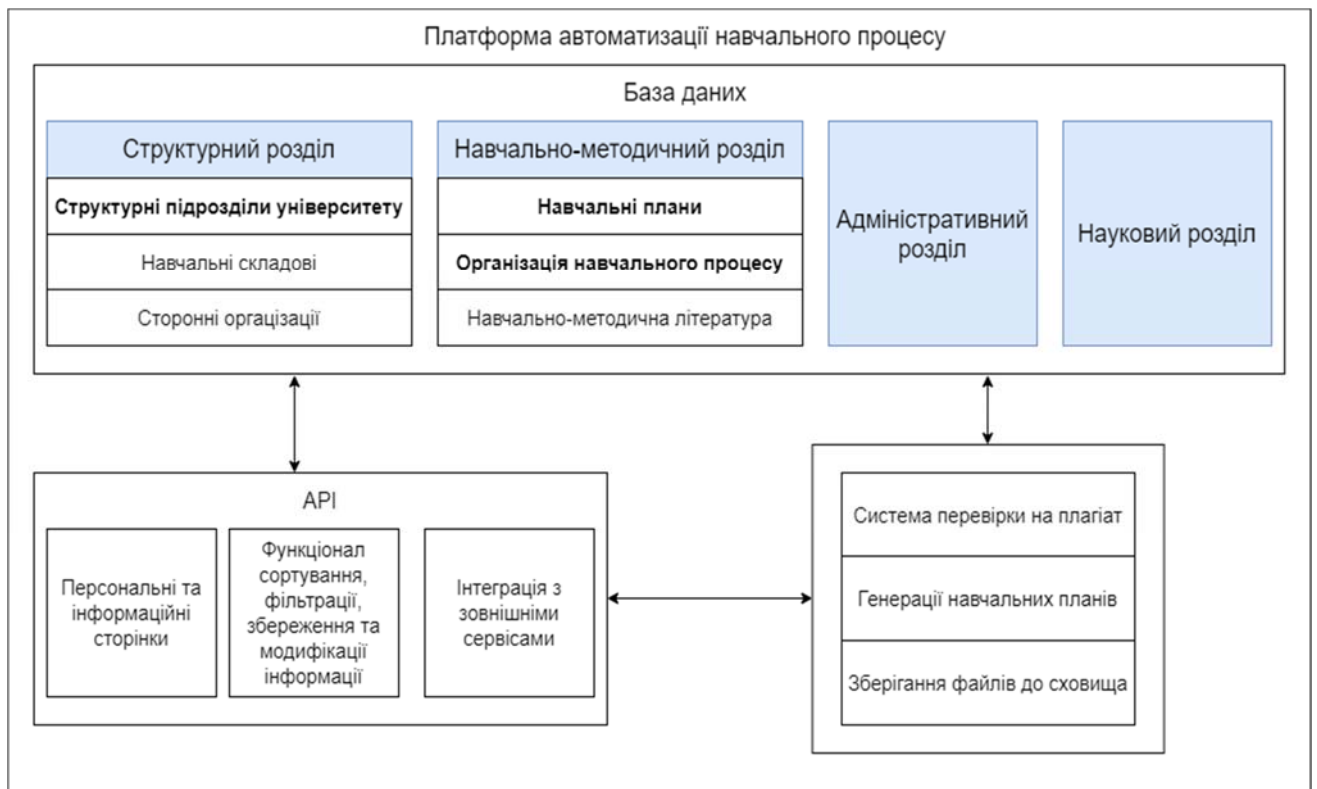 Платформа автоматизації навчального процесу
База даних
Структурний розділ
Структурні підрозділи університету
Навчальні складові
Сторонні оргацізації
Навчально-методичний розділ
Навчальні плани
Організація навчального процесу
Навчально-методична література
Адміністративний
розділ
Науковий розділ
API
Персональні та
інформаційні
сторінки
Функціонал
сортування,
фільтрації,
збереження та
модифікації
інформації
Інтеграція з
зовнішніми
сервісами
Система перевірки на плагіат
Генерації навчальних планів
Зберігання файлів до сховища